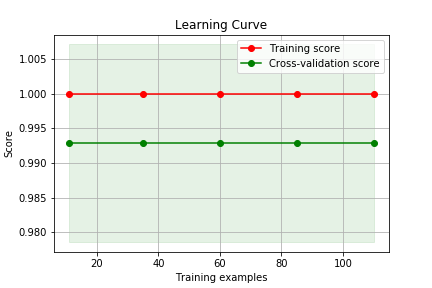 Learning Curve
Training score
Cross-validation score
1.005
1.000
0.995
0.990
0.985
0.980
Score
20 40 60 80 100
Training examples